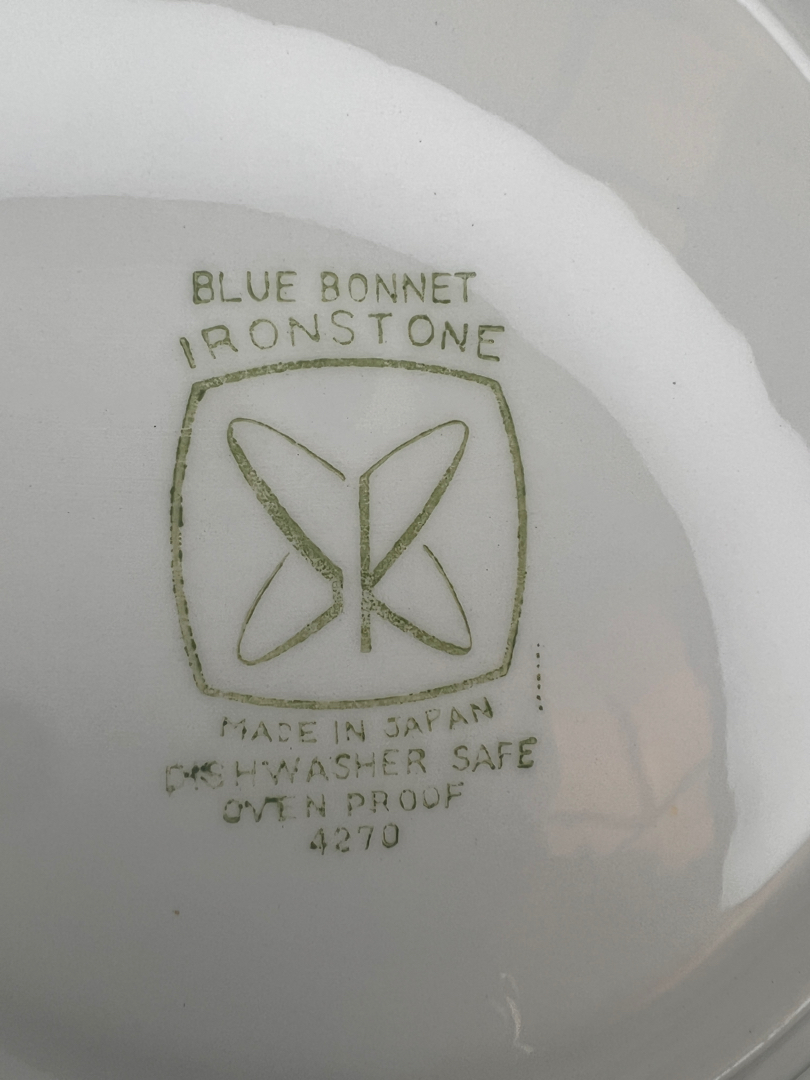 BLUE BONNET
IRONSTONE
MADE IN JAPAN
DISHWASHER SAFE
OVEN PROOF
4270